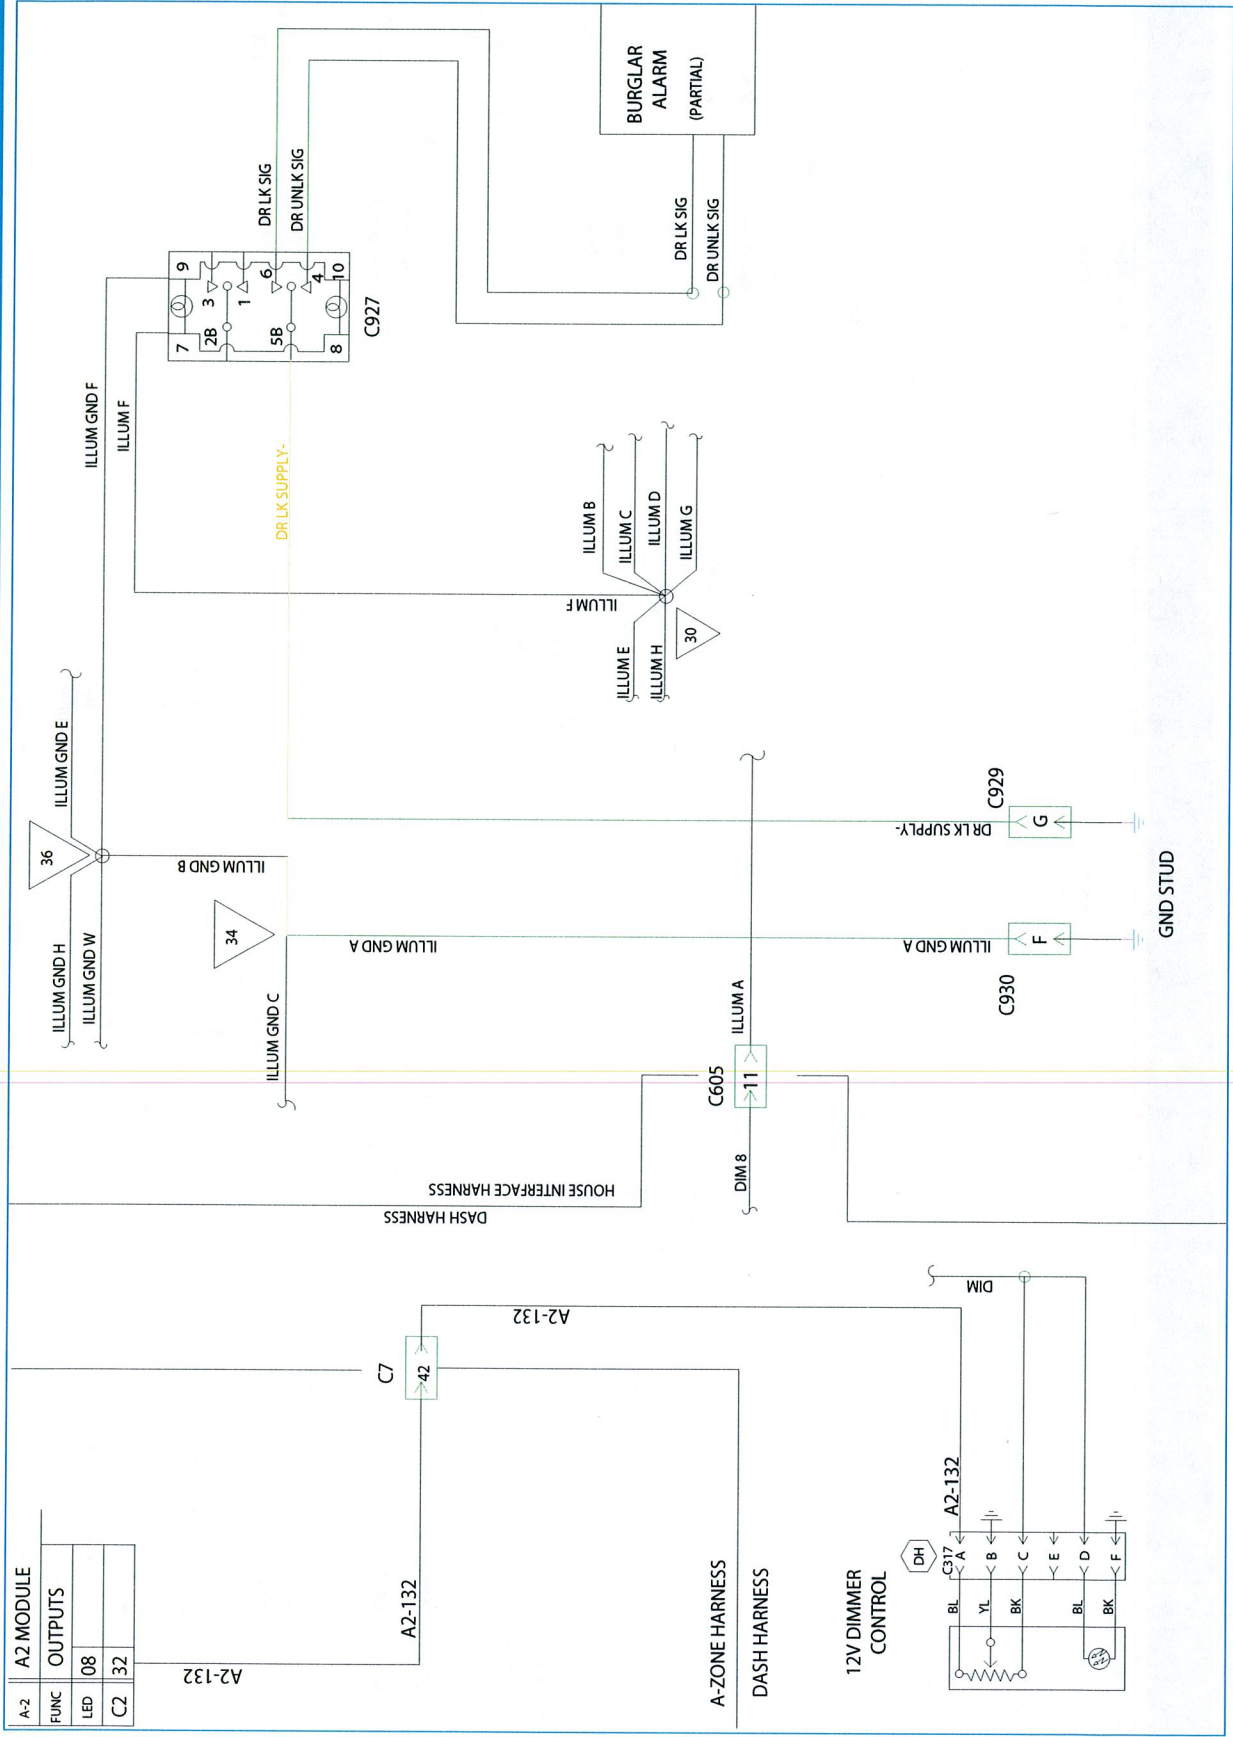 A-2 A2 MODULE
FUNC OUTPUTS
LED 08
C2 32
A2-132
A2-132
C7
42
A2-132
A-ZONE HARNESS
DASH HARNESS
12V DIMMER
CONTROL
DH
C317
A2-132
A
B
C
E
D
F
BL
YL
BK
BL
BK
DIM
DASH HARNESS
HOUSE INTERFACE HARNESS
C605
11
DIM 8
ILLUM A
36
ILLUM GND H
ILLUM GND W
ILLUM GND E
ILLUM GND B
34
ILLUM GND C
ILLUM GND A
ILLUM GND A
C930
F
DR LK SUPPLY-
C929
G
GND STUD
ILLUM GND F
ILLUM F
DR LK SUPPLY-
ILLUM F
ILLUM B
ILLUM C
ILLUM D
ILLUM G
ILLUM E
ILLUM H
30
7
9
2B
3
1
5B
6
4
8
10
C927
DR LK SIG
DR UNLK SIG
DR LK SIG
DR UNLK SIG
BURGLAR
ALARM
(PARTIAL)